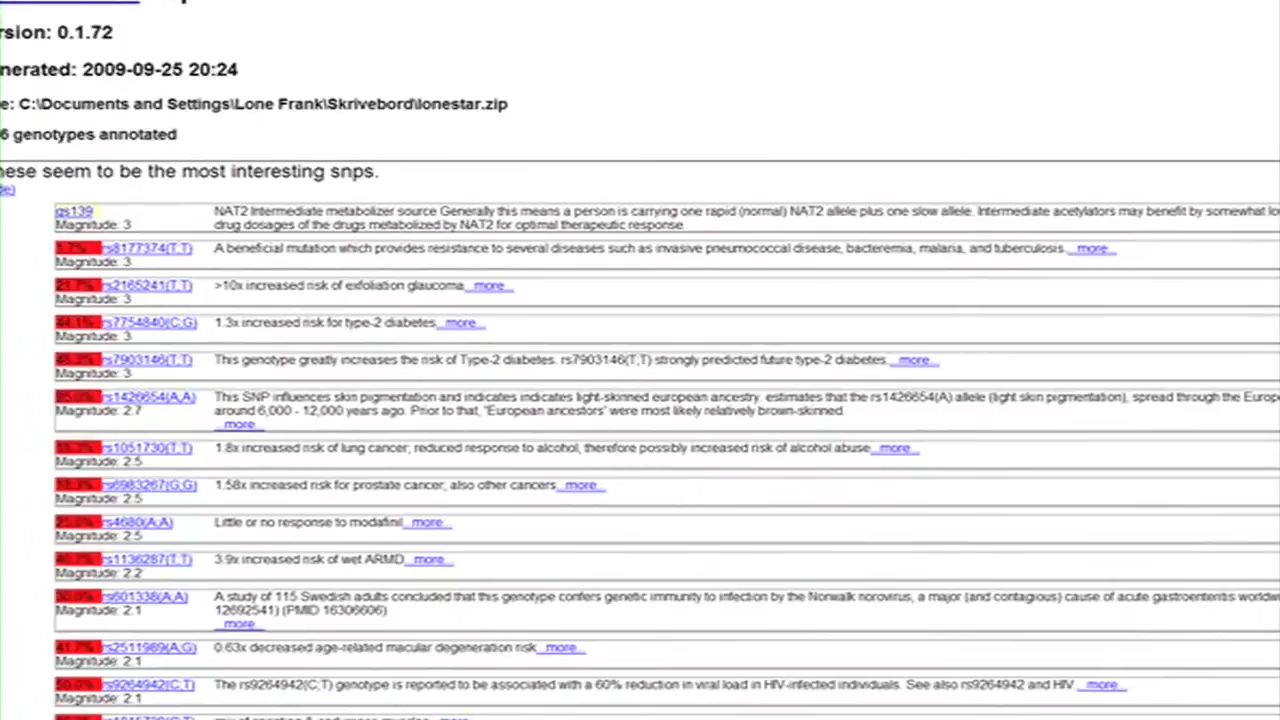 rsion: 0.1.72
nerated: 2009-09-25 20:24
e: C:\Documents and Settings\Lone Frank\Skrivebord\lonestar.zip
6 genotypes annotated
hese seem to be the most interesting snps.
de)
gs139 NAT2 Intermediate metabolizer source Generally this means a person is carrying one rapid (normal) NAT2 allele plus one slow allele. Intermediate acetylators may benefit by somewhat lo
Magnitude: 3 drug dosages of the drugs metabolized by NAT2 for optimal therapeutic response.
rs8177374(T,T) A beneficial mutation which provides resistance to several diseases such as invasive pneumococcal disease, bacteremia, malaria, and tuberculosis. ...more...
Magnitude: 3
rs2165241(T,T) >10x increased risk of exfoliation glaucoma ...more...
Magnitude: 3
44.1% rs7754840(C,G) 1.3x increased risk for type-2 diabetes ...more...
Magnitude: 3
rs7903146(T,T) This genotype greatly increases the risk of Type-2 diabetes. rs7903146(T,T) strongly predicted future type-2 diabetes ...more...
Magnitude: 3
rs1426654(A,A) This SNP influences skin pigmentation and indicates indicates light-skinned european ancestry. estimates that the rs1426654(A) allele (light skin pigmentation), spread through the Europ
Magnitude: 2.7 around 6,000 - 12,000 years ago. Prior to that, "European ancestors" were most likely relatively brown-skinned.
...more...
rs1051730(T,T) 1.8x increased risk of lung cancer; reduced response to alcohol, therefore possibly increased risk of alcohol abuse ...more...
Magnitude: 2.5
rs6983267(G,G) 1.58x increased risk for prostate cancer; also other cancers ...more...
Magnitude: 2.5
rs4680(A,A) Little or no response to modafinil ...more...
Magnitude: 2.5
rs1136287(T,T) 3.9x increased risk of wet ARMD ...more...
Magnitude: 2.2
rs601338(A,A) A study of 115 Swedish adults concluded that this genotype confers genetic immunity to infection by the Norwalk norovirus, a major (and contagious) cause of acute gastroenteritis worldw
Magnitude: 2.1 12692541) (PMID 16306606)
...more...
41.7% rs2511989(A,G) 0.63x decreased age-related macular degeneration risk ...more...
Magnitude: 2.1
50.0% rs9264942(C,T) The rs9264942(C;T) genotype is reported to be associated with a 60% reduction in viral load in HIV infected individuals. See also rs9264942 and HIV ...more...
Magnitude: 2.1